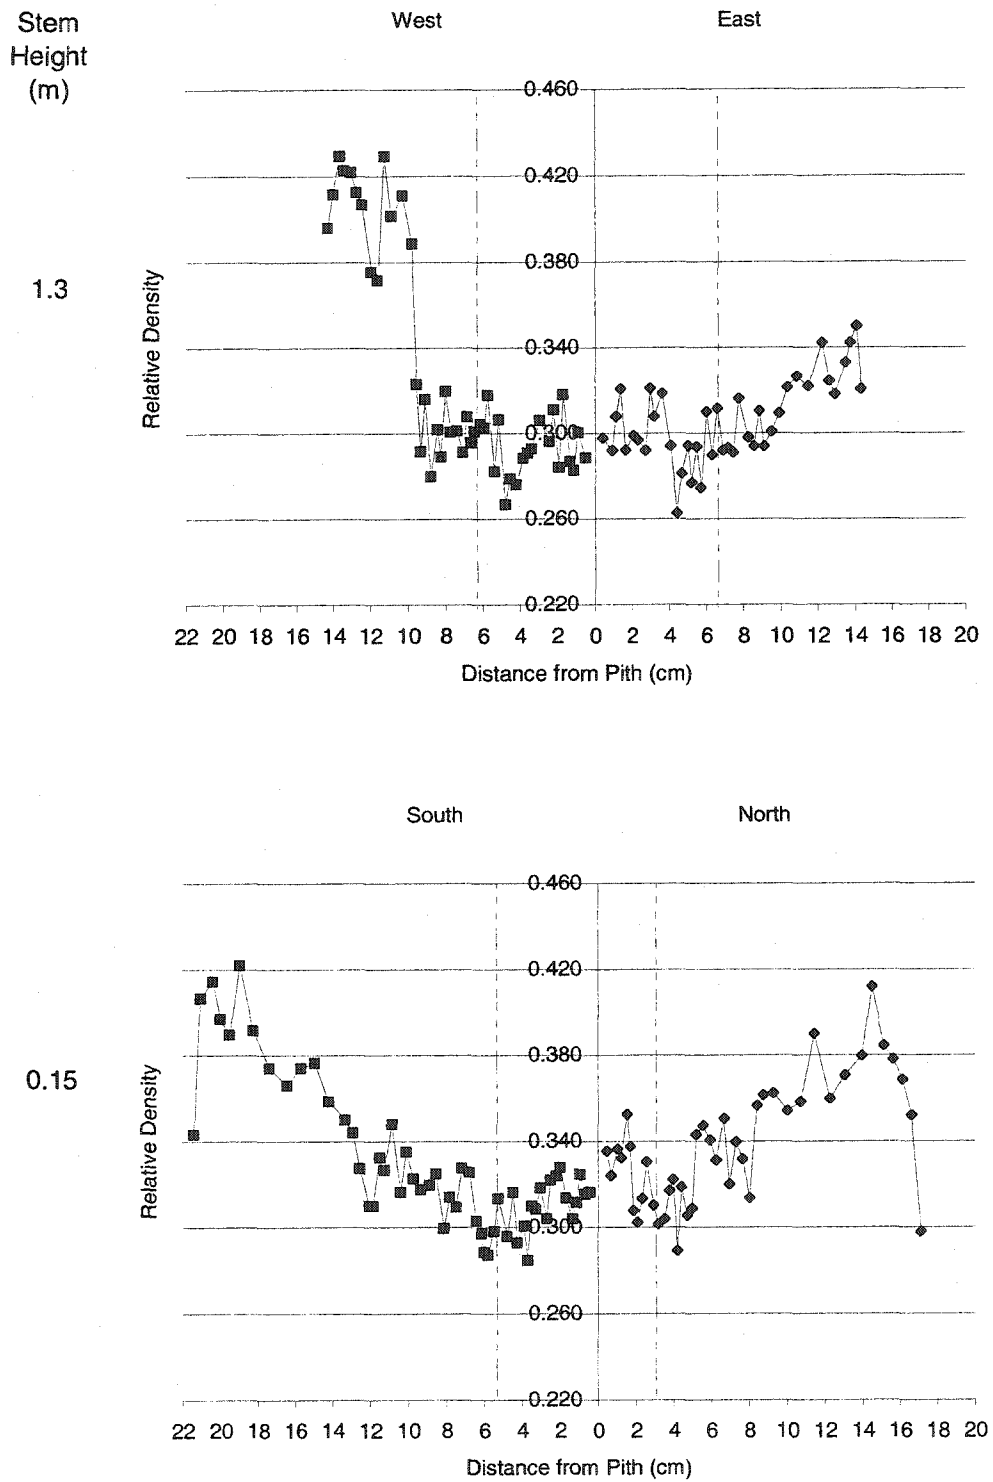 Stem
Height
(m)
West East
0.460
0.420
0.380
0.340
0.300
0.260
0.220
1.3
Relative Density
22 20 18 16 14 12 10 8 6 4 2 0 2 4 6 8 10 12 14 16 18 20
Distance from Pith (cm)
South North
0.460
0.420
0.380
0.340
0.300
0.260
0.220
0.15
Relative Density
22 20 18 16 14 12 10 8 6 4 2 0 2 4 6 8 10 12 14 16 18 20
Distance from Pith (cm)